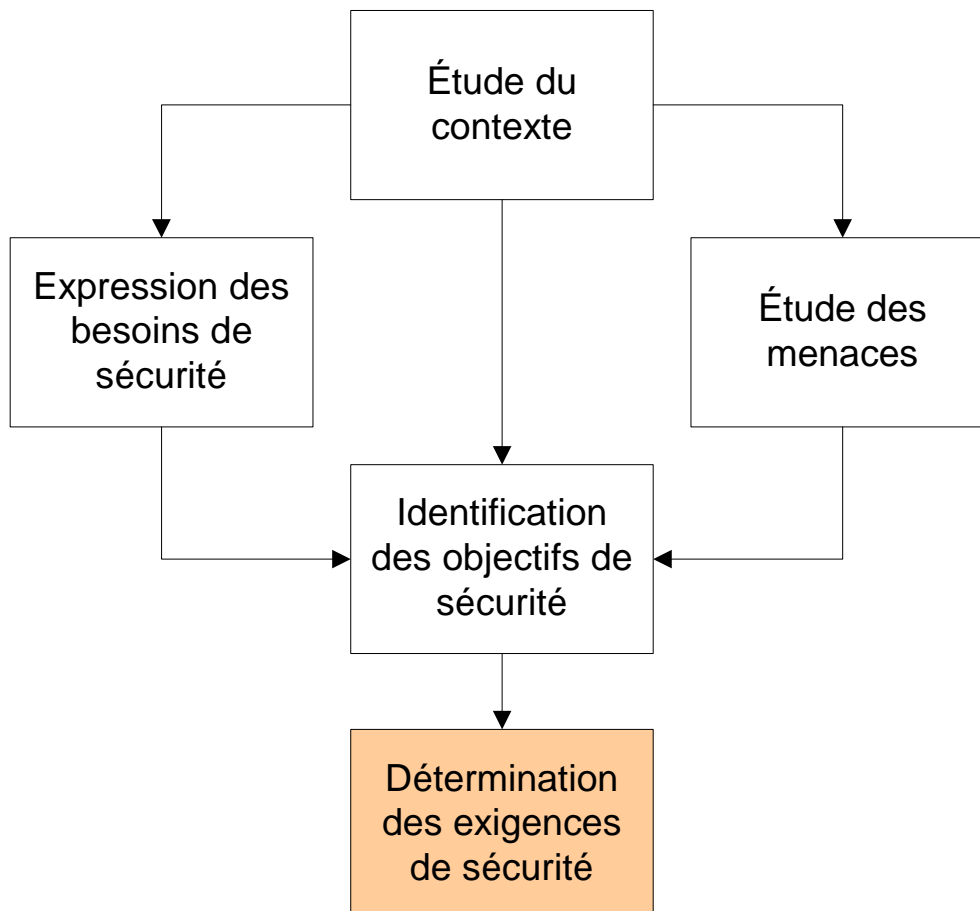 Étude du
contexte
Expression des
besoins de
sécurité
Étude des
menaces
Identification
des objectifs de
sécurité
Détermination
des exigences
de sécurité